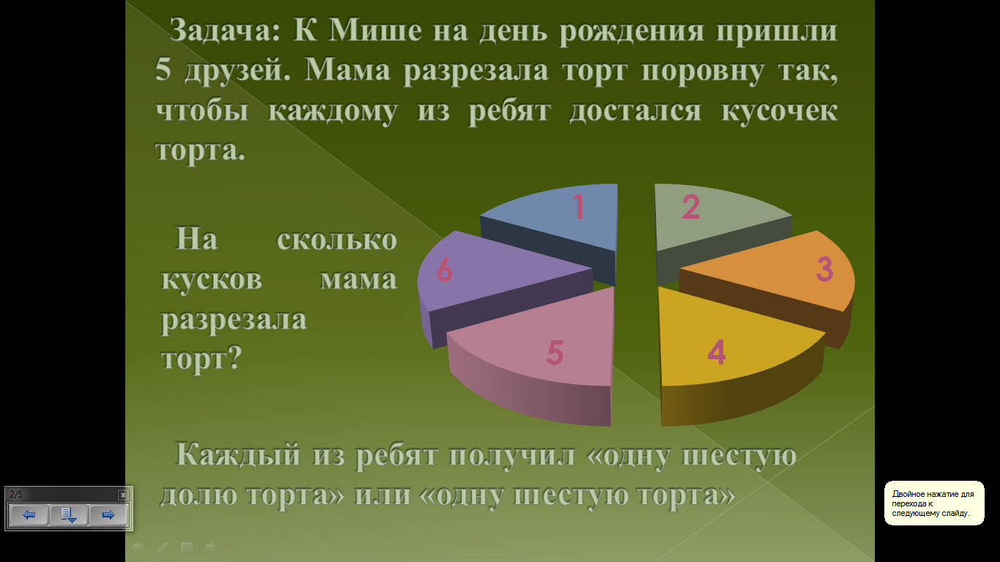 Задача: К Мише на день рождения пришли
5 друзей. Мама разрезала торт поровну так,
чтобы каждому из ребят достался кусочек
торта.
На сколько
кусков мама
разрезала
торт?
1
2
3
4
5
6
Каждый из ребят получил «одну шестую
долю торта» или «одну шестую торта»
2/5
x
Двойное нажатие для
перехода к
следующему слайду.